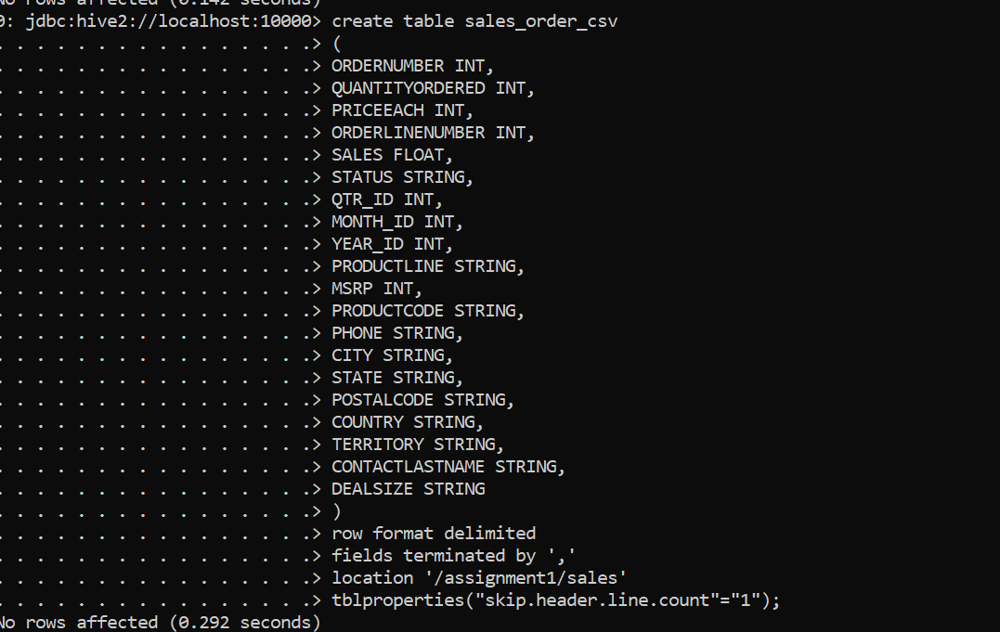 No rows affected (0.142 seconds)
0: jdbc:hive2://localhost:10000> create table sales_order_csv
. . . . . . . . . . . . . . . .> (
. . . . . . . . . . . . . . . .> ORDERNUMBER INT,
. . . . . . . . . . . . . . . .> QUANTITYORDERED INT,
. . . . . . . . . . . . . . . .> PRICEEACH INT,
. . . . . . . . . . . . . . . .> ORDERLINENUMBER INT,
. . . . . . . . . . . . . . . .> SALES FLOAT,
. . . . . . . . . . . . . . . .> STATUS STRING,
. . . . . . . . . . . . . . . .> QTR_ID INT,
. . . . . . . . . . . . . . . .> MONTH_ID INT,
. . . . . . . . . . . . . . . .> YEAR_ID INT,
. . . . . . . . . . . . . . . .> PRODUCTLINE STRING,
. . . . . . . . . . . . . . . .> MSRP INT,
. . . . . . . . . . . . . . . .> PRODUCTCODE STRING,
. . . . . . . . . . . . . . . .> PHONE STRING,
. . . . . . . . . . . . . . . .> CITY STRING,
. . . . . . . . . . . . . . . .> STATE STRING,
. . . . . . . . . . . . . . . .> POSTALCODE STRING,
. . . . . . . . . . . . . . . .> COUNTRY STRING,
. . . . . . . . . . . . . . . .> TERRITORY STRING,
. . . . . . . . . . . . . . . .> CONTACTLASTNAME STRING,
. . . . . . . . . . . . . . . .> DEALSIZE STRING
. . . . . . . . . . . . . . . .> )
. . . . . . . . . . . . . . . .> row format delimited
. . . . . . . . . . . . . . . .> fields terminated by ','
. . . . . . . . . . . . . . . .> location '/assignment1/sales'
. . . . . . . . . . . . . . . .> tblproperties("skip.header.line.count"="1");
No rows affected (0.292 seconds)